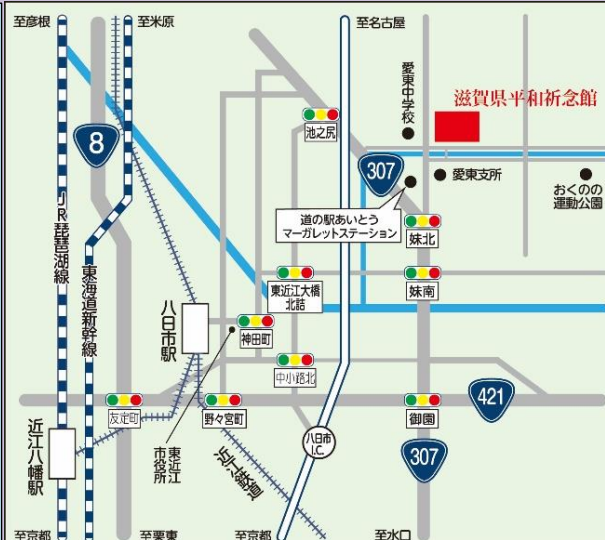 至彦根
至米原
至名古屋
愛東中学校
滋賀県平和祈念館
池之尻
8
307
愛東支所
おくのの
運動公園
道の駅あいとう
マーガレットステーション
妹北
JR琵琶湖線
東海道新幹線
東近江大橋
北詰
妹南
八日市駅
神田町
中小路北
友定町
野々宮町
御園
421
近江八幡駅
東近江
市役所
近江鉄道
八日市
I.C.
307
至京都
至栗東
至京都
至水口